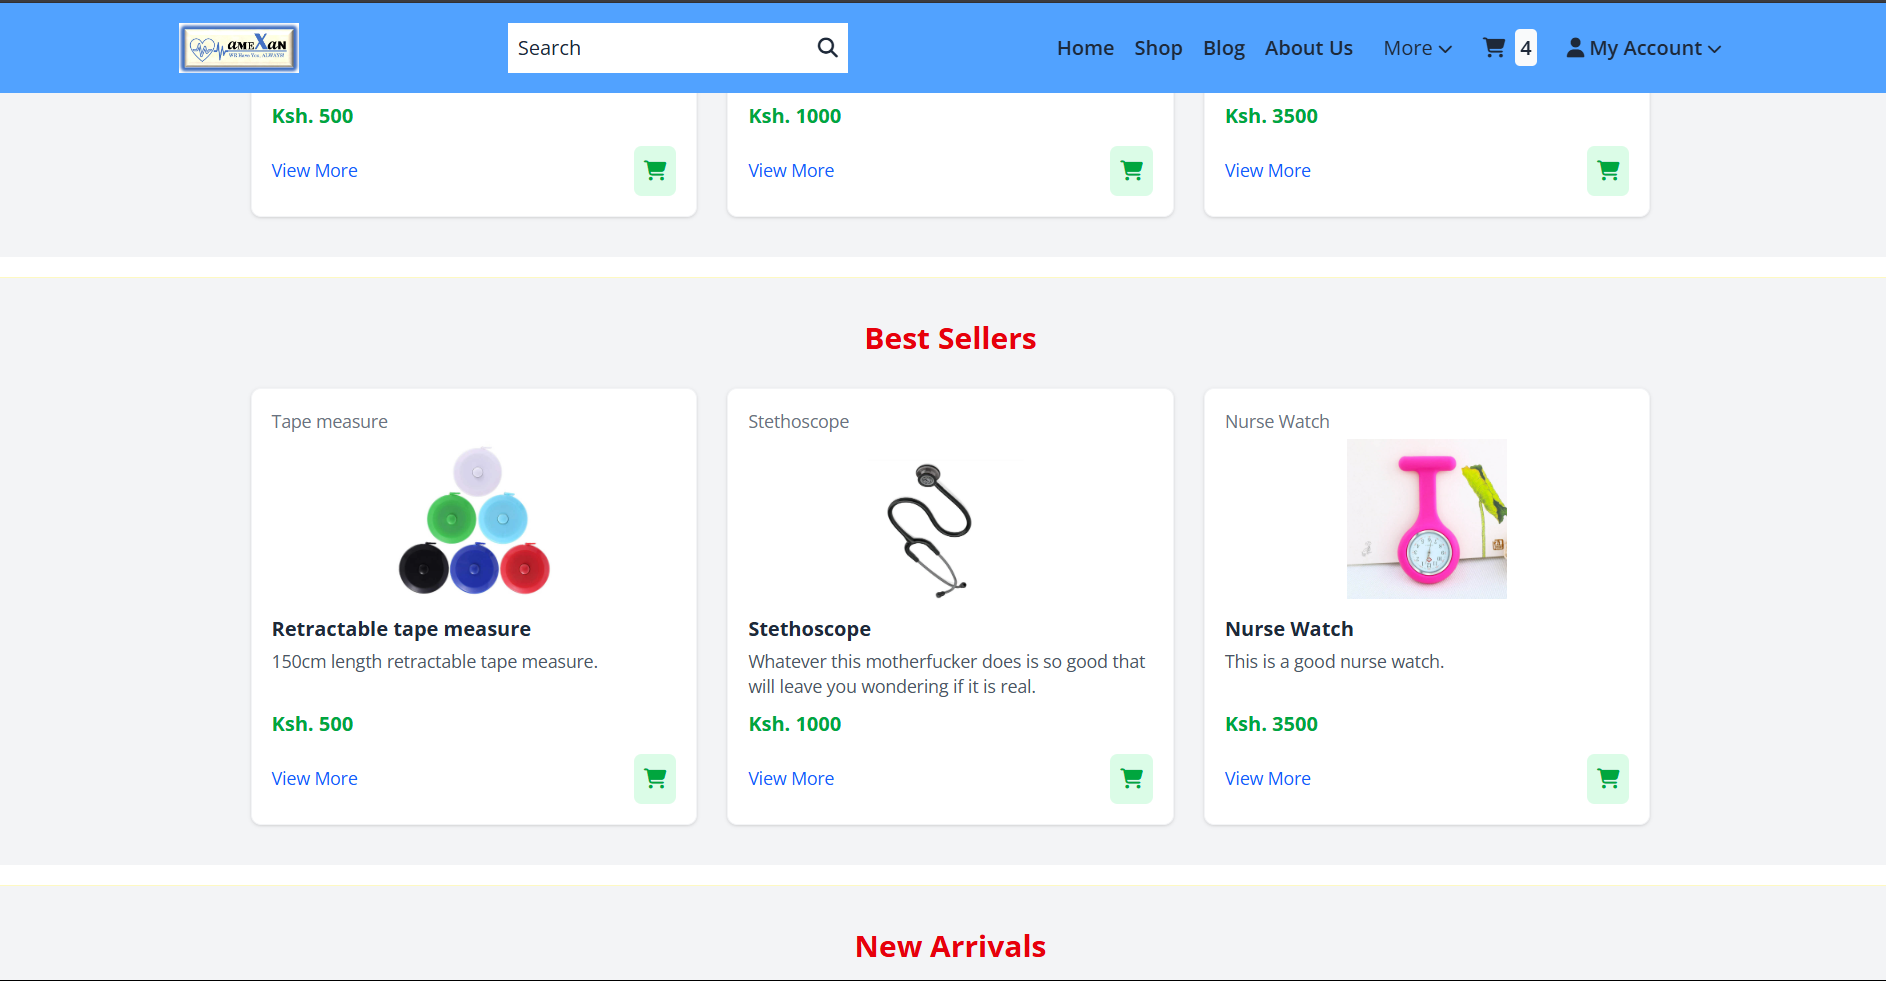 ameXan
WE Have You ALWAYS
Search
Home Shop Blog About Us More 4 My Account
Ksh. 500 Ksh. 1000 Ksh. 3500
View More View More View More
Best Sellers
Tape measure
Retractable tape measure
150cm length retractable tape measure.
Ksh. 500
View More
Stethoscope
Stethoscope
Whatever this motherfucker does is so good that
will leave you wondering if it is real.
Ksh. 1000
View More
Nurse Watch
Nurse Watch
This is a good nurse watch.
Ksh. 3500
View More
New Arrivals